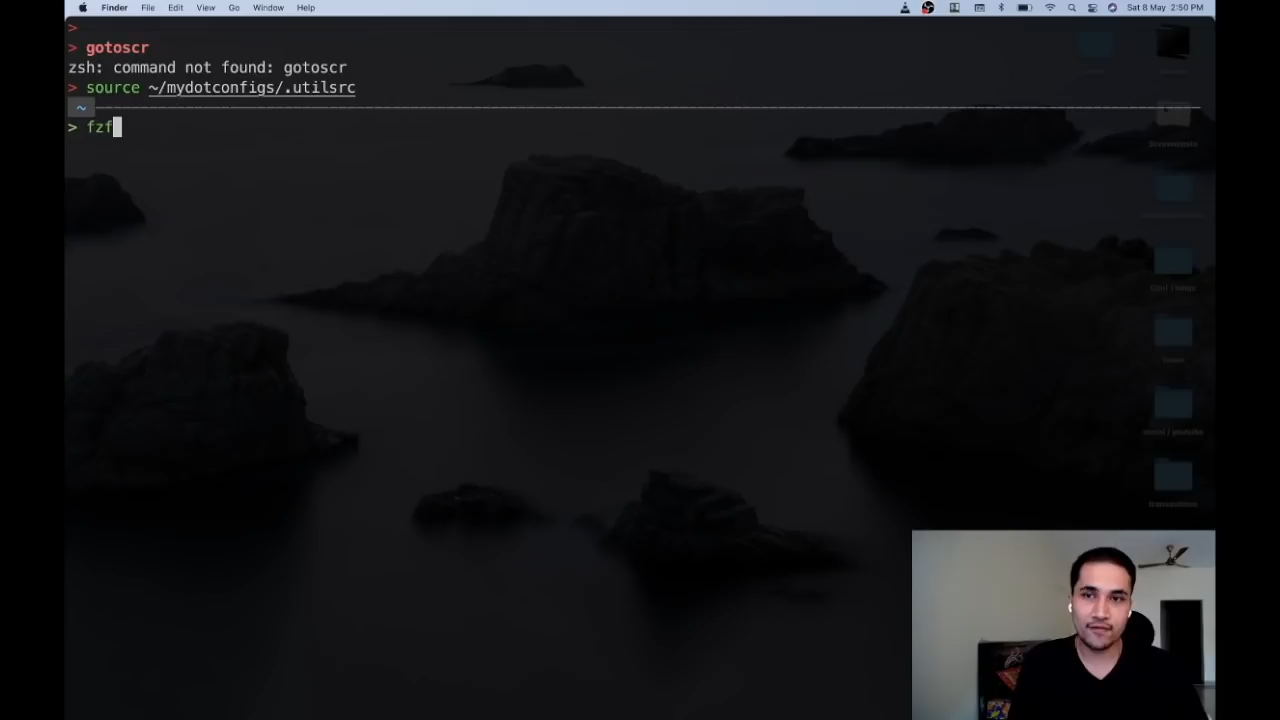 Finder File Edit View Go Window Help Sat 8 May 2:50 PM
>
> gotoscr
zsh: command not found: gotoscr
> source ~/mydotconfigs/.utilsrc
~
> fzf